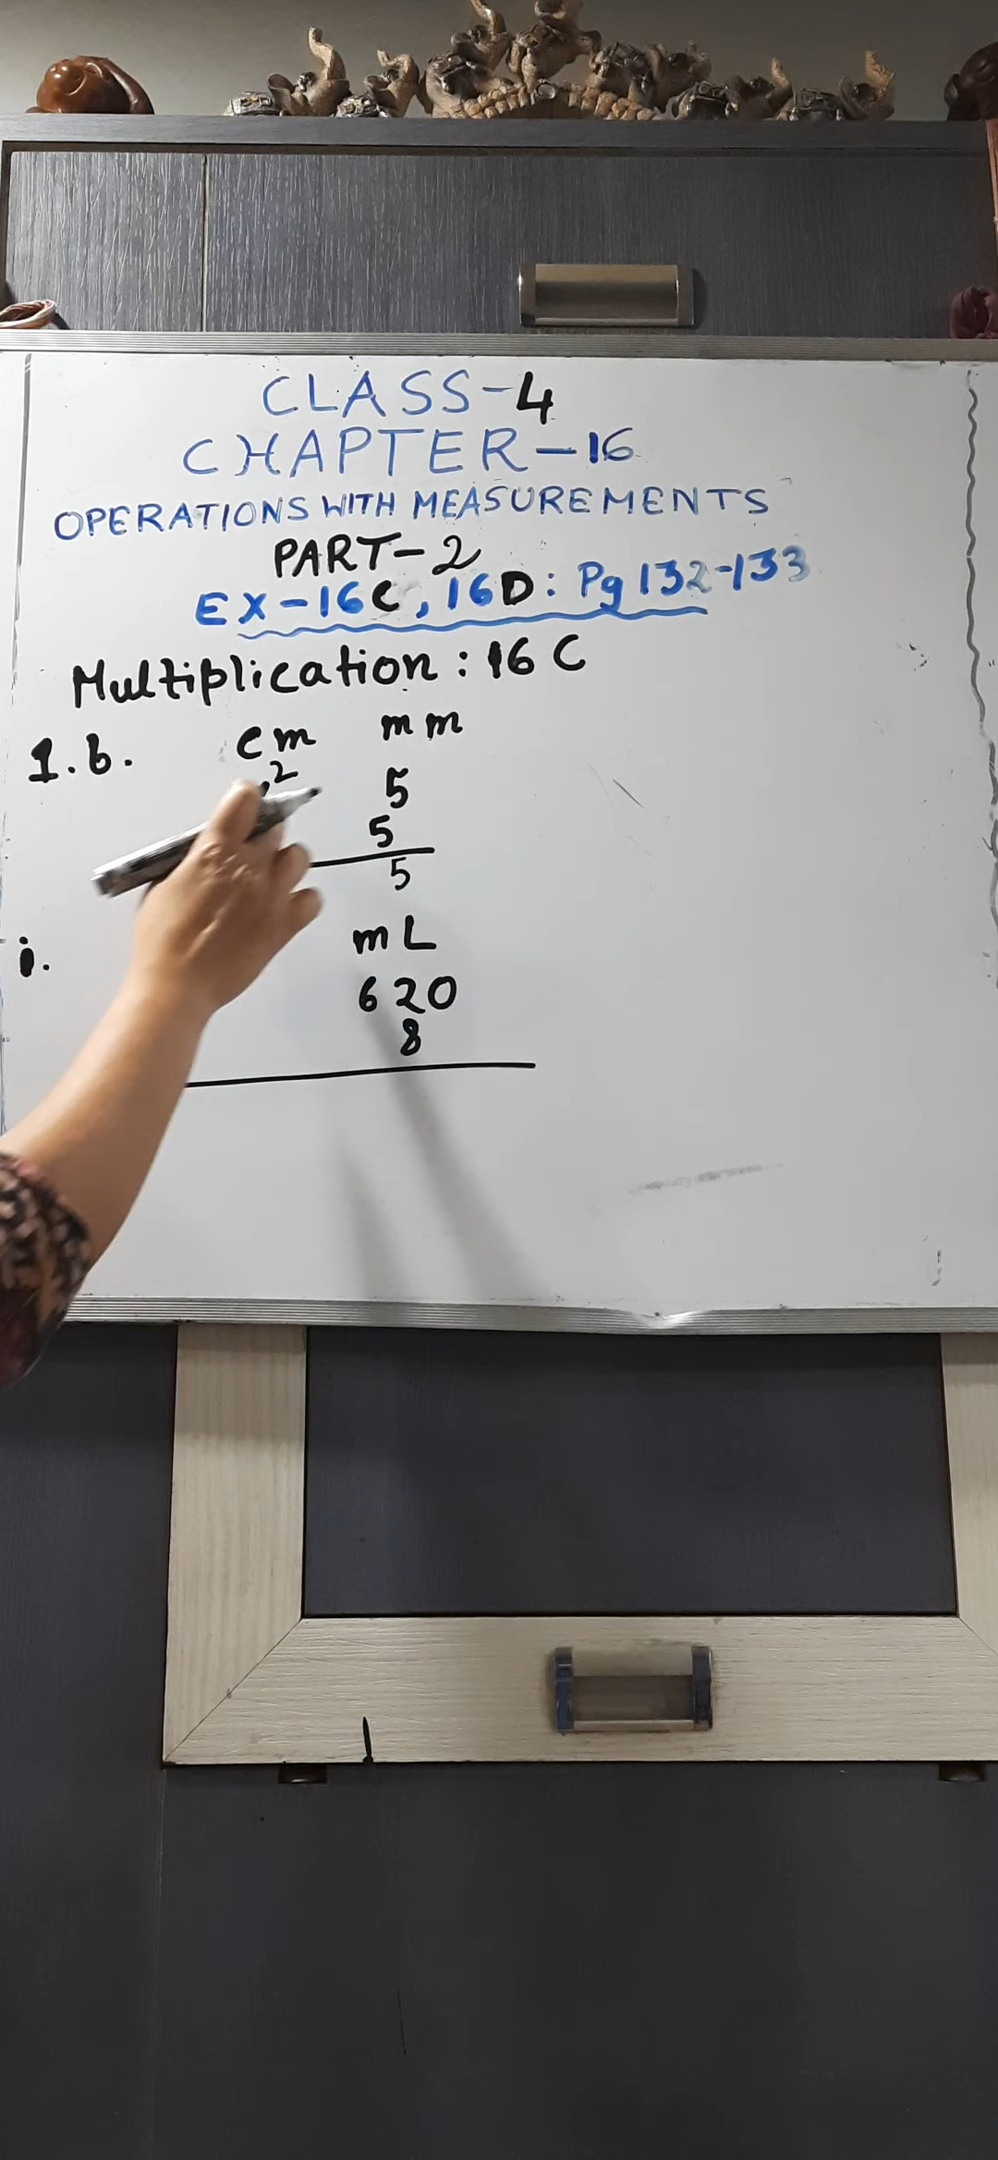 CLASS-4
CHAPTER-16
OPERATIONS WITH MEASUREMENTS
PART-2
EX-16C, 16D: Pg 132-133
Multiplication: 16 C
1.b. cm mm
2 5
5
5
i. mL
620
8